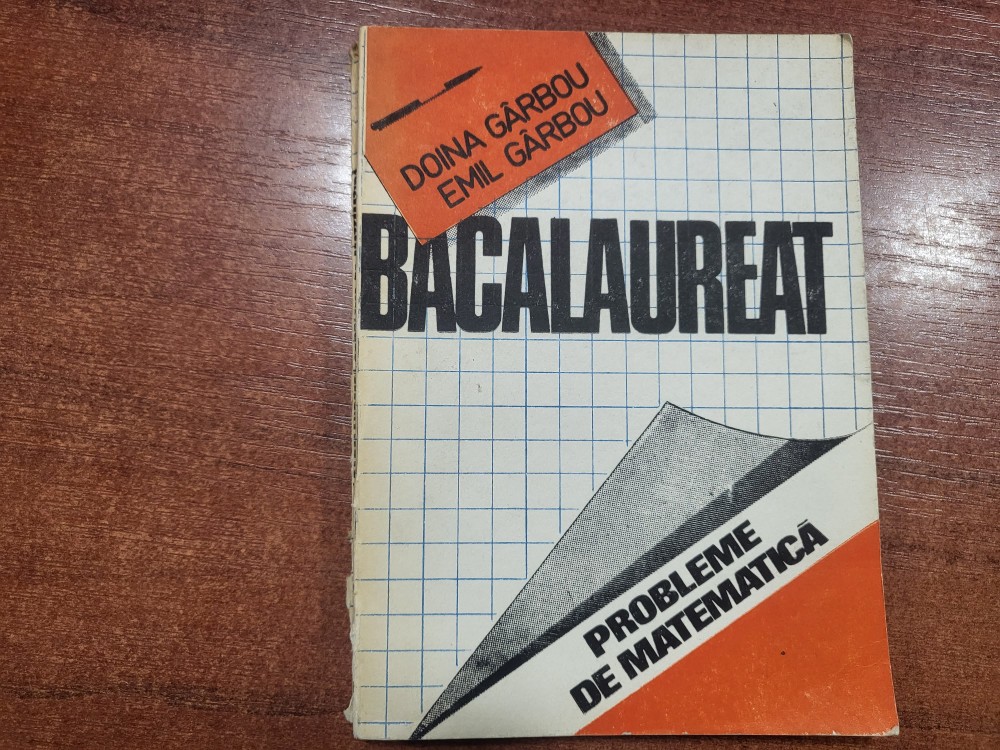 DOINA GÂRBOU
EMIL GÂRBOU
BACALAUREAT
PROBLEME
DE MATEMATICĂ